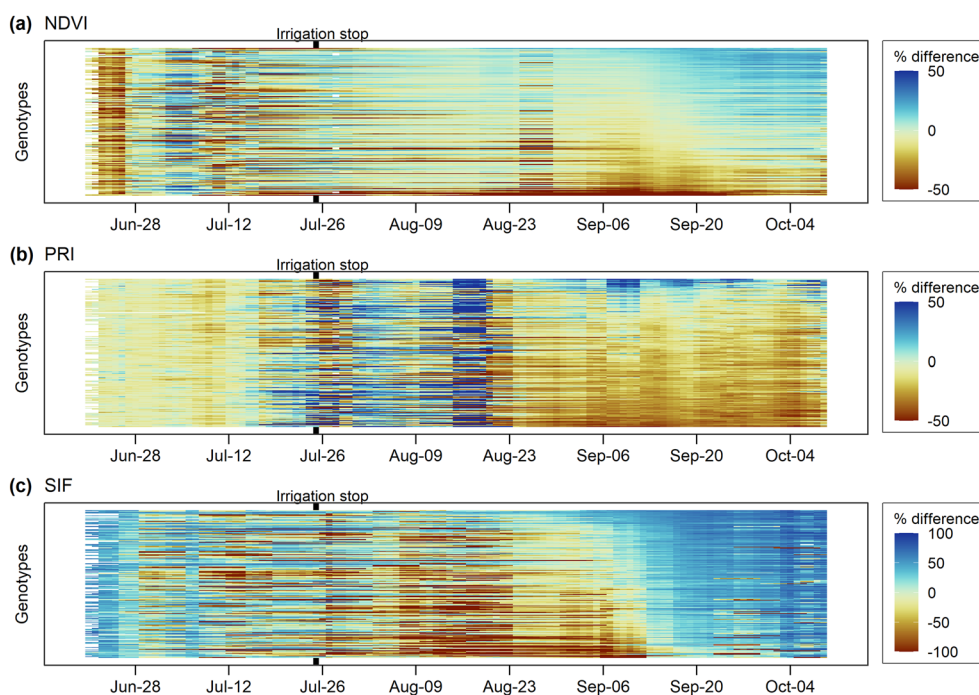 (a) NDVI
Irrigation stop
% difference
50
0
-50
Genotypes
Jun-28 Jul-12 Jul-26 Aug-09 Aug-23 Sep-06 Sep-20 Oct-04
(b) PRI
Irrigation stop
% difference
50
0
-50
Genotypes
Jun-28 Jul-12 Jul-26 Aug-09 Aug-23 Sep-06 Sep-20 Oct-04
(c) SIF
Irrigation stop
% difference
100
50
0
-50
-100
Genotypes
Jun-28 Jul-12 Jul-26 Aug-09 Aug-23 Sep-06 Sep-20 Oct-04